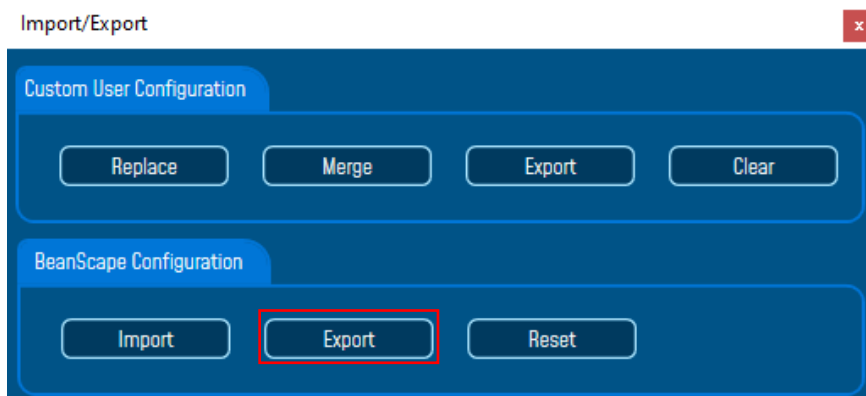 Import/Export
x
Custom User Configuration
Replace Merge Export Clear
BeanScape Configuration
Import Export Reset